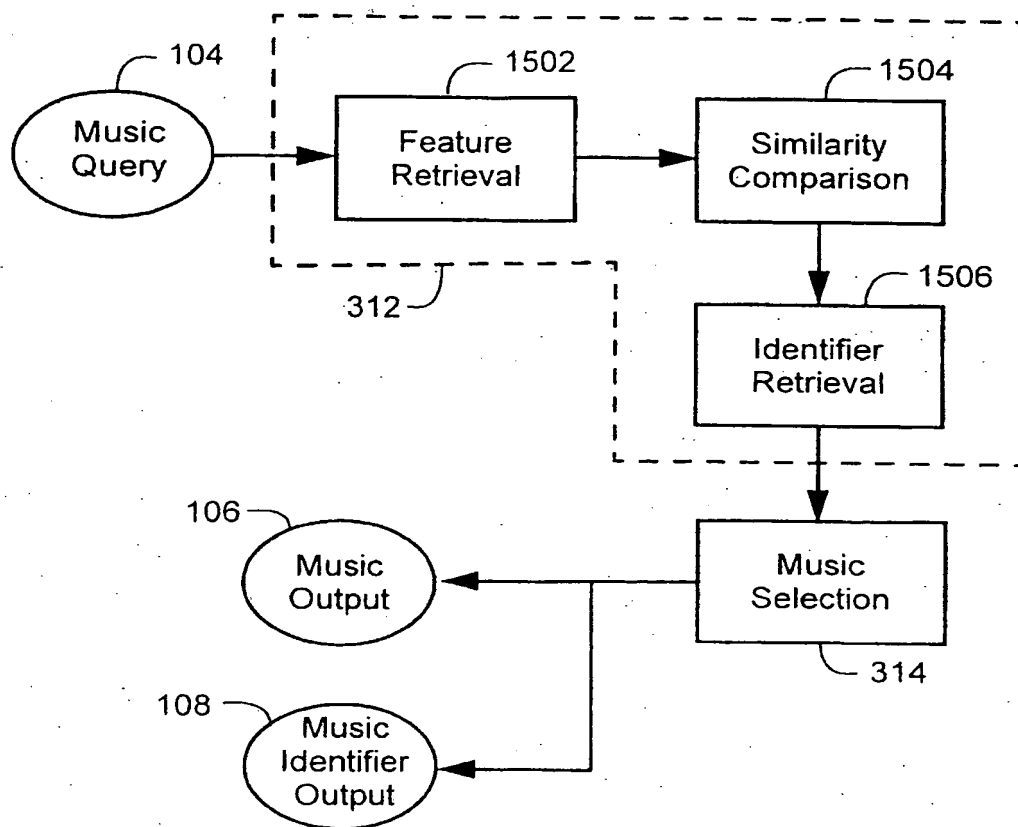 104
1502
1504
Music
Query
Feature
Retrieval
Similarity
Comparison
312
1506
Identifier
Retrieval
106
Music
Output
Music
Selection
314
108
Music
Identifier
Output